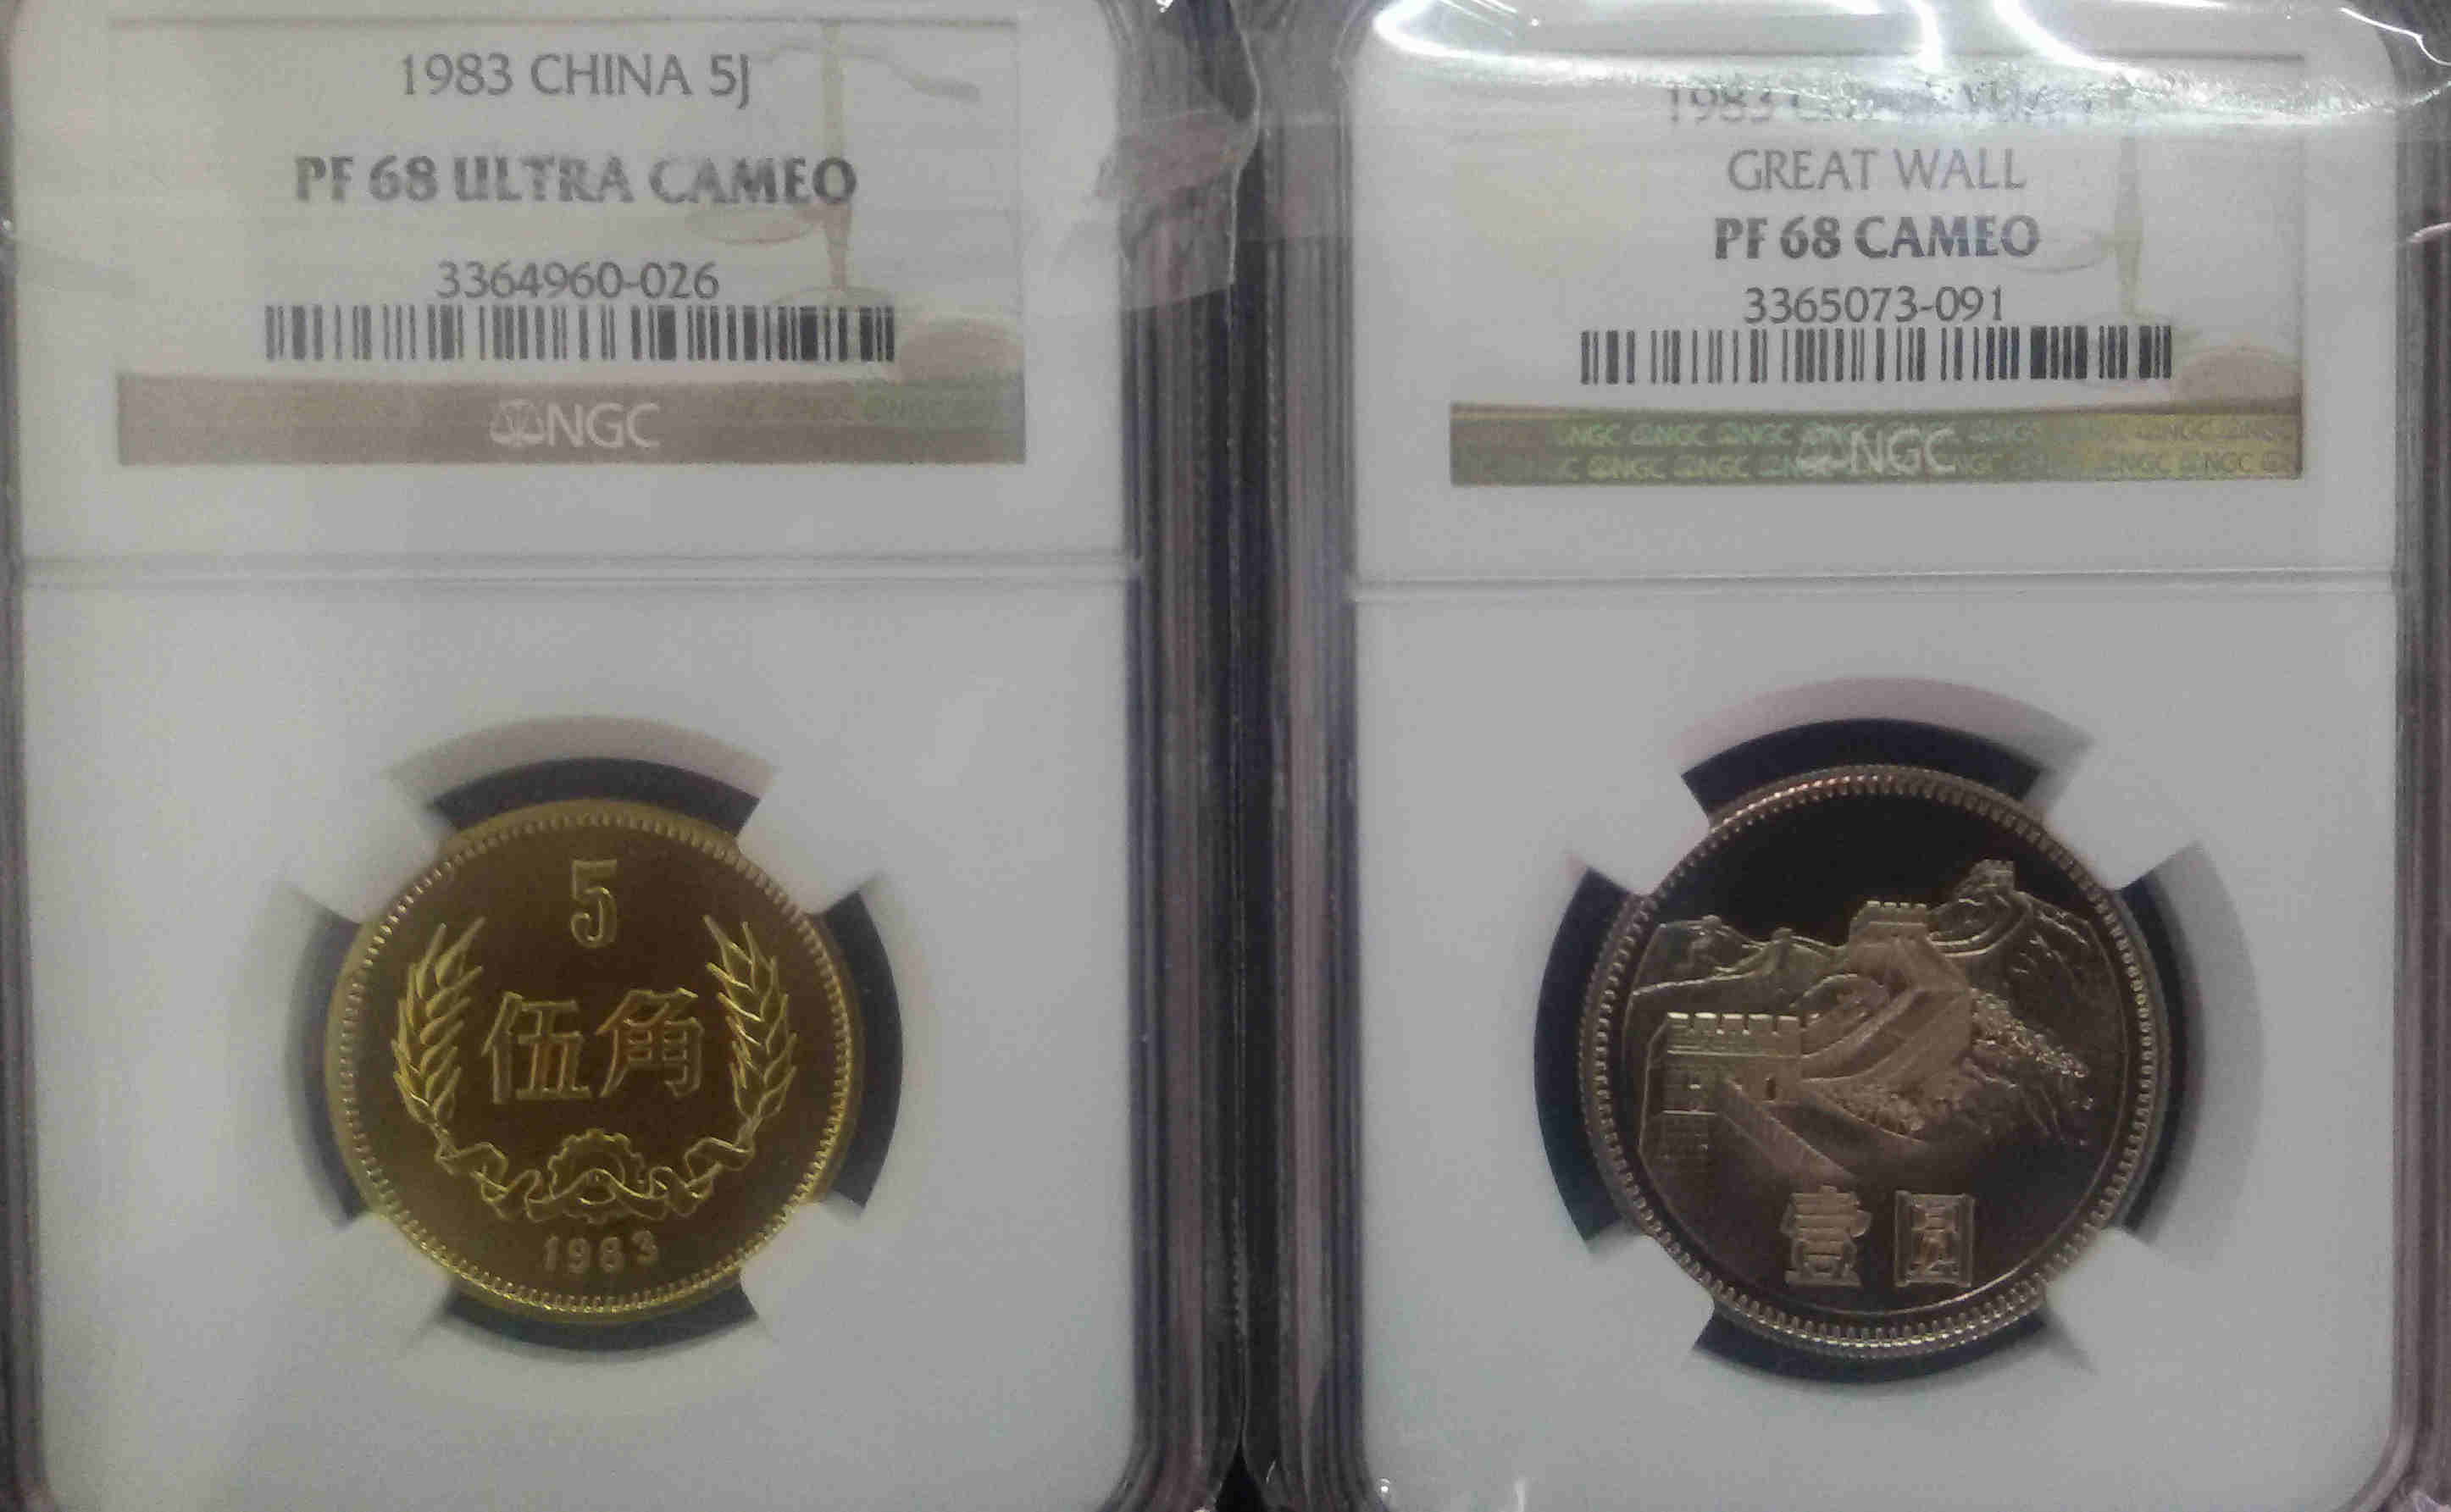 1983 CHINA 5J
PF 68 ULTRA CAMEO
3364960-026
NGC
5
伍角
1983
1983
GREAT WALL
PF 68 CAMEO
3365073-091
NGC
壹圆